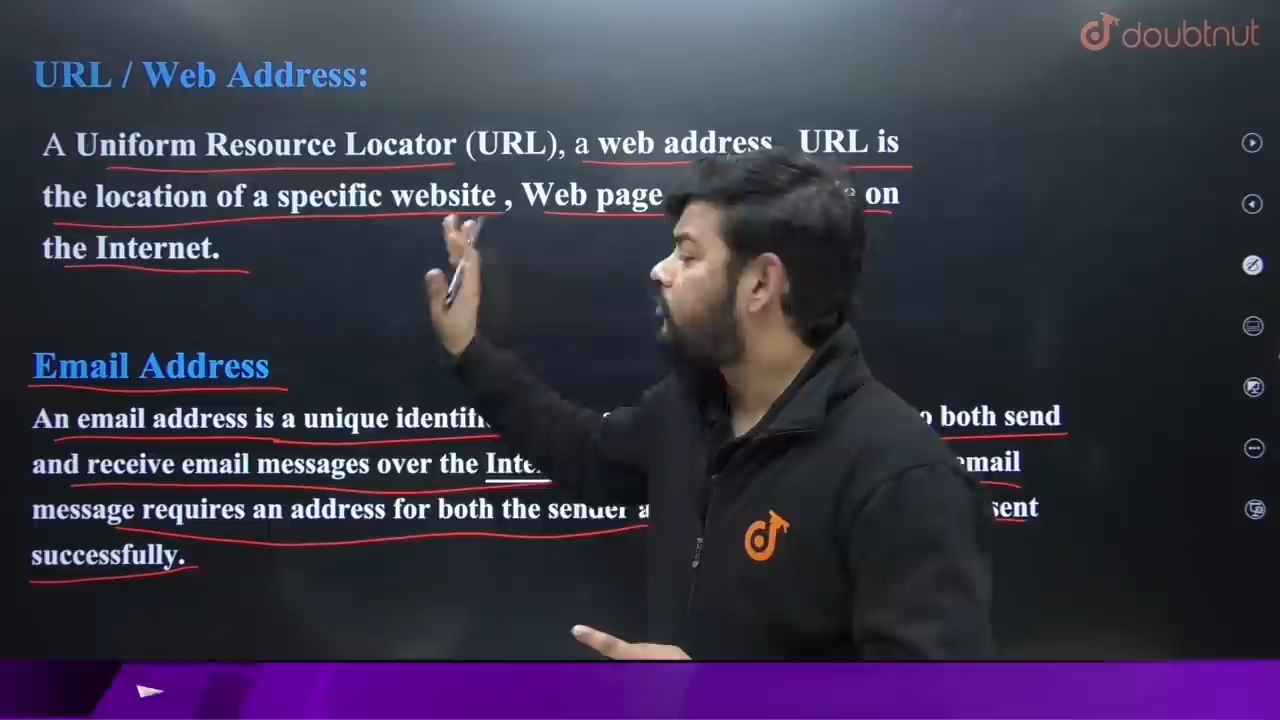 doubtnut
URL / Web Address:
A Uniform Resource Locator (URL), a web address, URL is
the location of a specific website , Web page on
the Internet.
Email Address
An email address is a unique both send
and receive email messages over the email
message requires an address for both the sender sent
successfully.